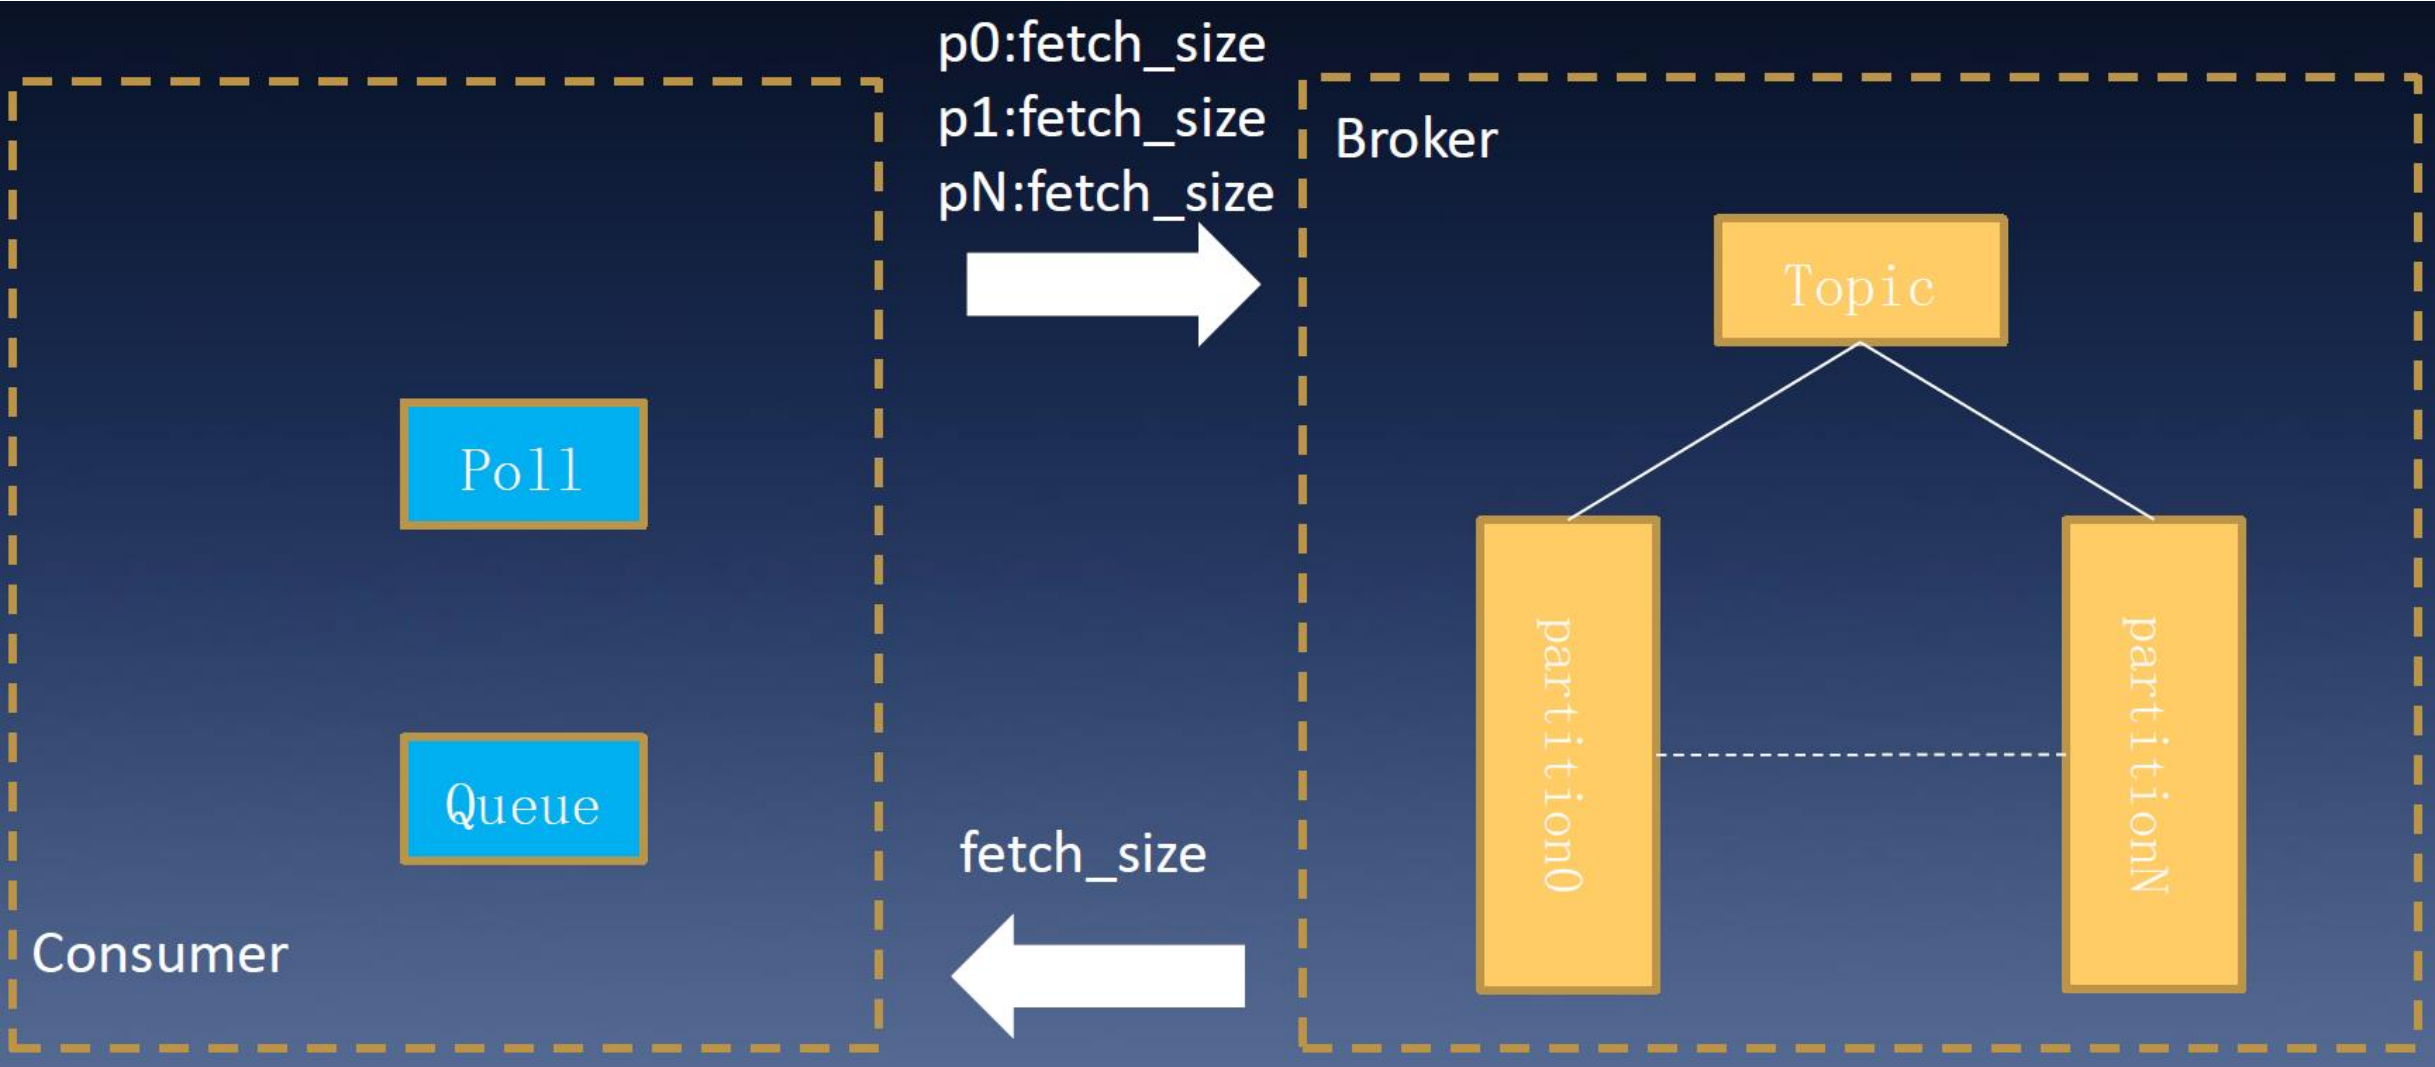 p0:fetch_size
p1:fetch_size
pN:fetch_size
Broker
Topic
Poll
Queue
partition0
partitionN
fetch_size
Consumer